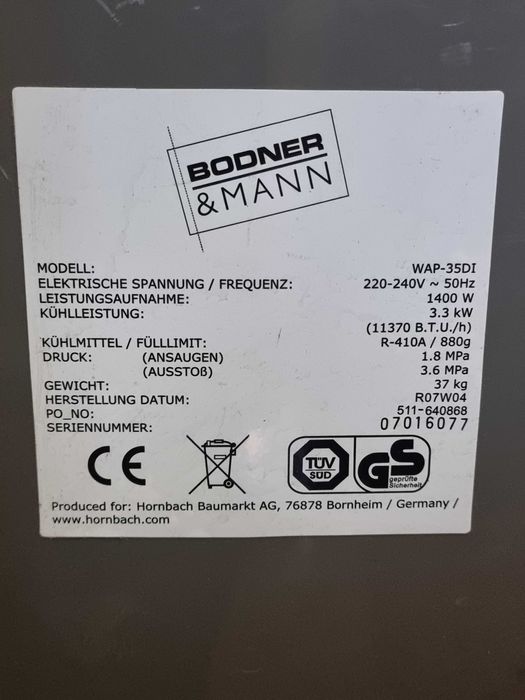 BODNER
& MANN
MODELL: WAP-35DI
ELEKTRISCHE SPANNUNG / FREQUENZ: 220-240V ~ 50Hz
LEISTUNGSAUFNAHME: 1400 W
KÜHLLEISTUNG: 3.3 kW
(11370 B.T.U./h)
KÜHLMITTEL / FÜLLLIMIT: R-410A / 880g
DRUCK: (ANSAUGEN) 1.8 MPa
(AUSSTOß) 3.6 MPa
GEWICHT: 37 kg
HERSTELLUNG DATUM: R07W04
PO_NO: 511-640868
SERIENNUMMER: 07016077
CE
TÜV
SÜD
GS
geprüfte
Sicherheit
Produced for: Hornbach Baumarkt AG, 76878 Bornheim / Germany /
www.hornbach.com